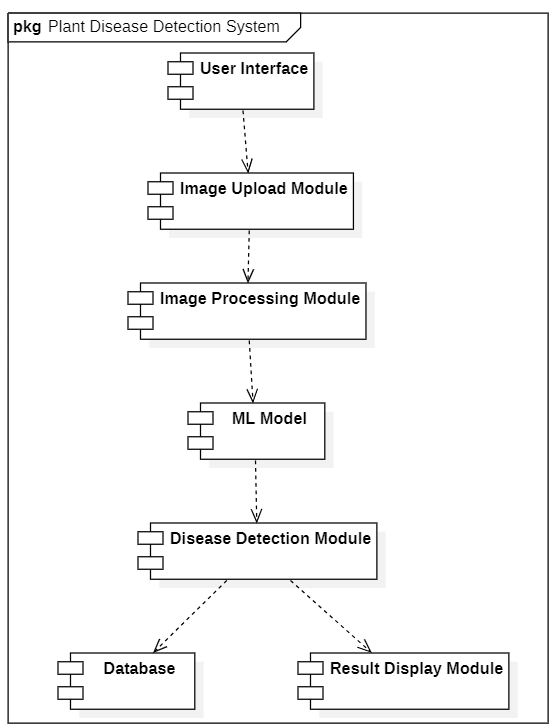 pkg Plant Disease Detection System
User Interface
Image Upload Module
Image Processing Module
ML Model
Disease Detection Module
Database
Result Display Module